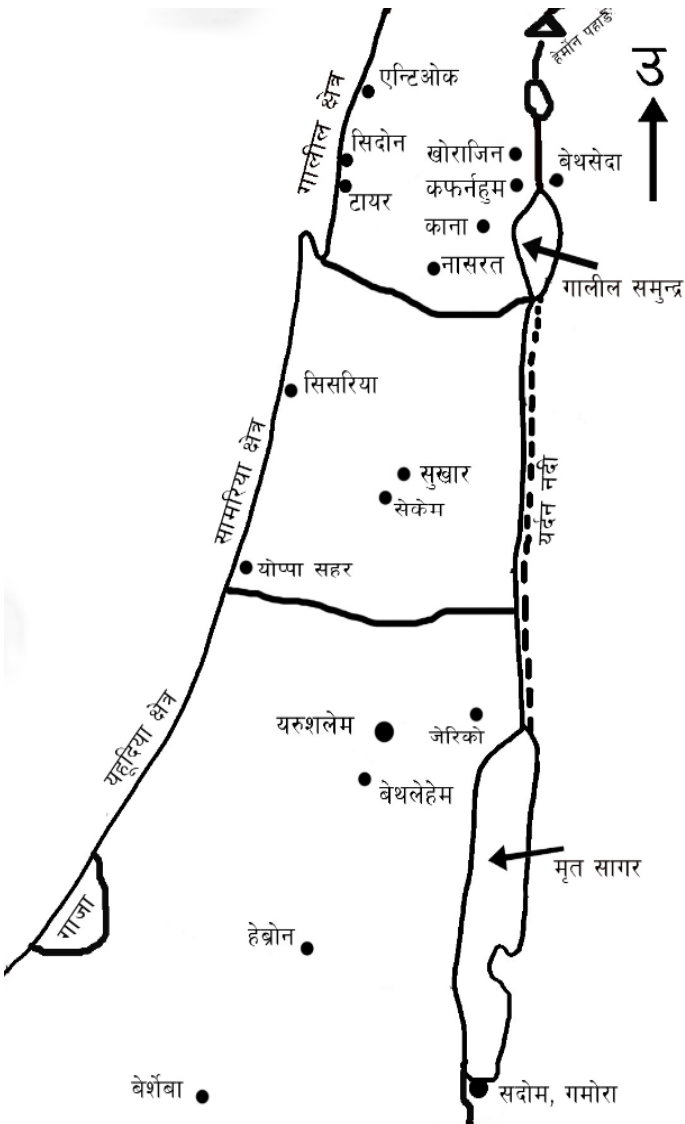 हेर्मोन पहाड
उ
एन्टिओक
गालील क्षेत्र
सिदोन
खोराजिन
बेथसेदा
टायर
कफर्नहुम
काना
नासरत
गालील समुन्द्र
सिसरिया
सामरिया क्षेत्र
सुखार
सेकेम
यर्दन नदी
योप्पा सहर
यहूदिया क्षेत्र
यरुशलेम
जेरिको
बेथलेहेम
मृत सागर
गाजा
हेब्रोन
बेर्शेबा
सदोम, गमोरा